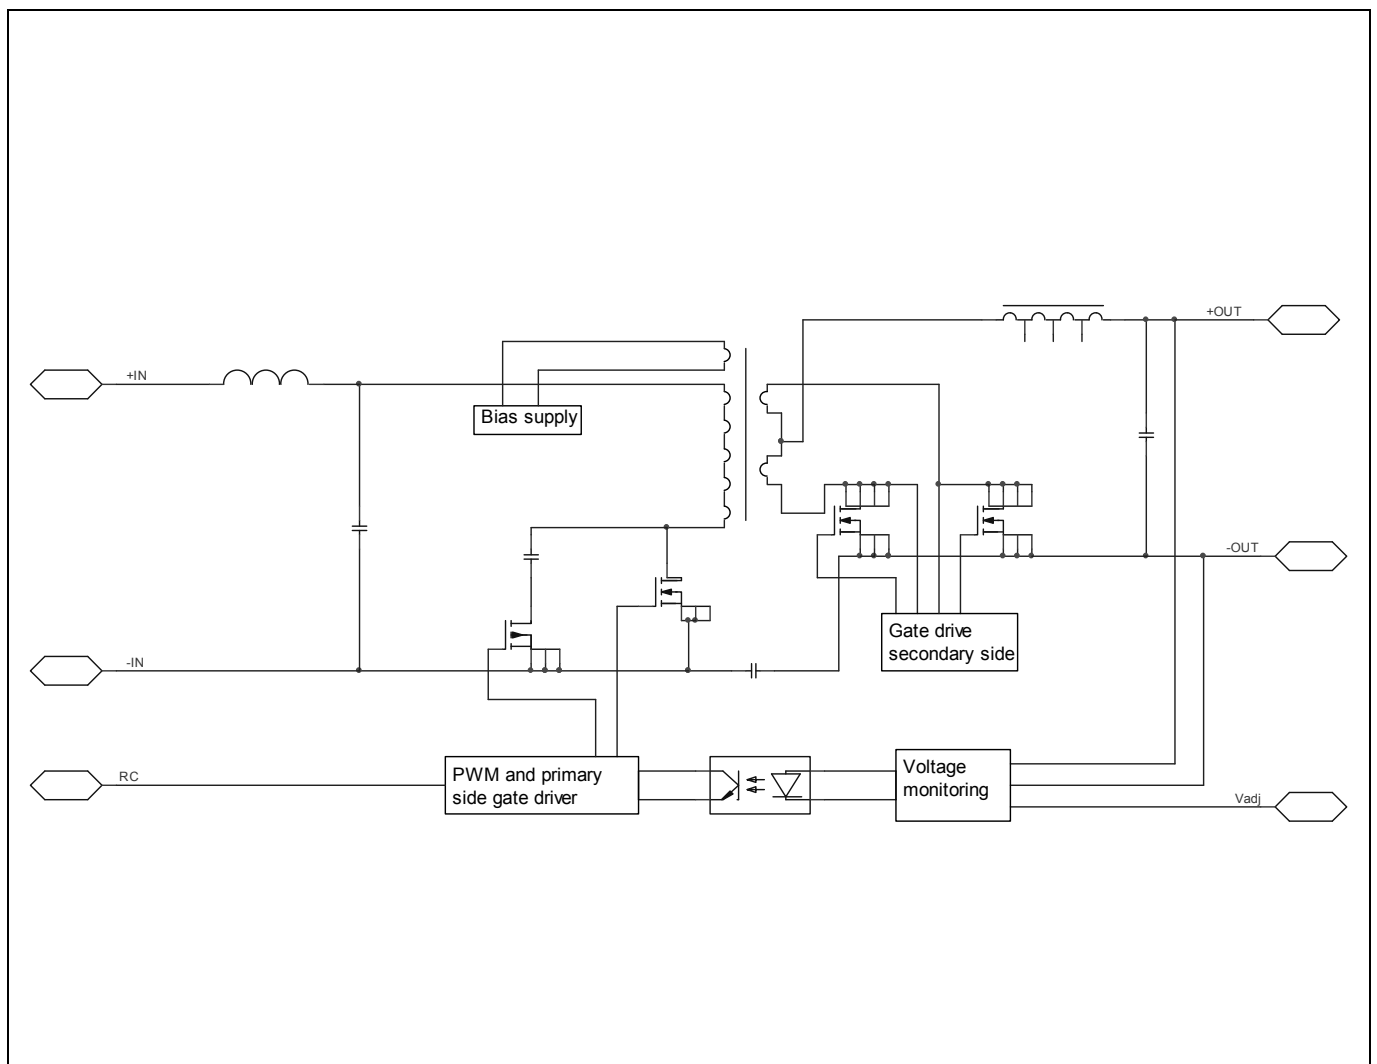 +OUT
+IN
Bias supply
-OUT
Gate drive
secondary side
-IN
RC
PWM and primary
side gate driver
Voltage
monitoring
Vadj